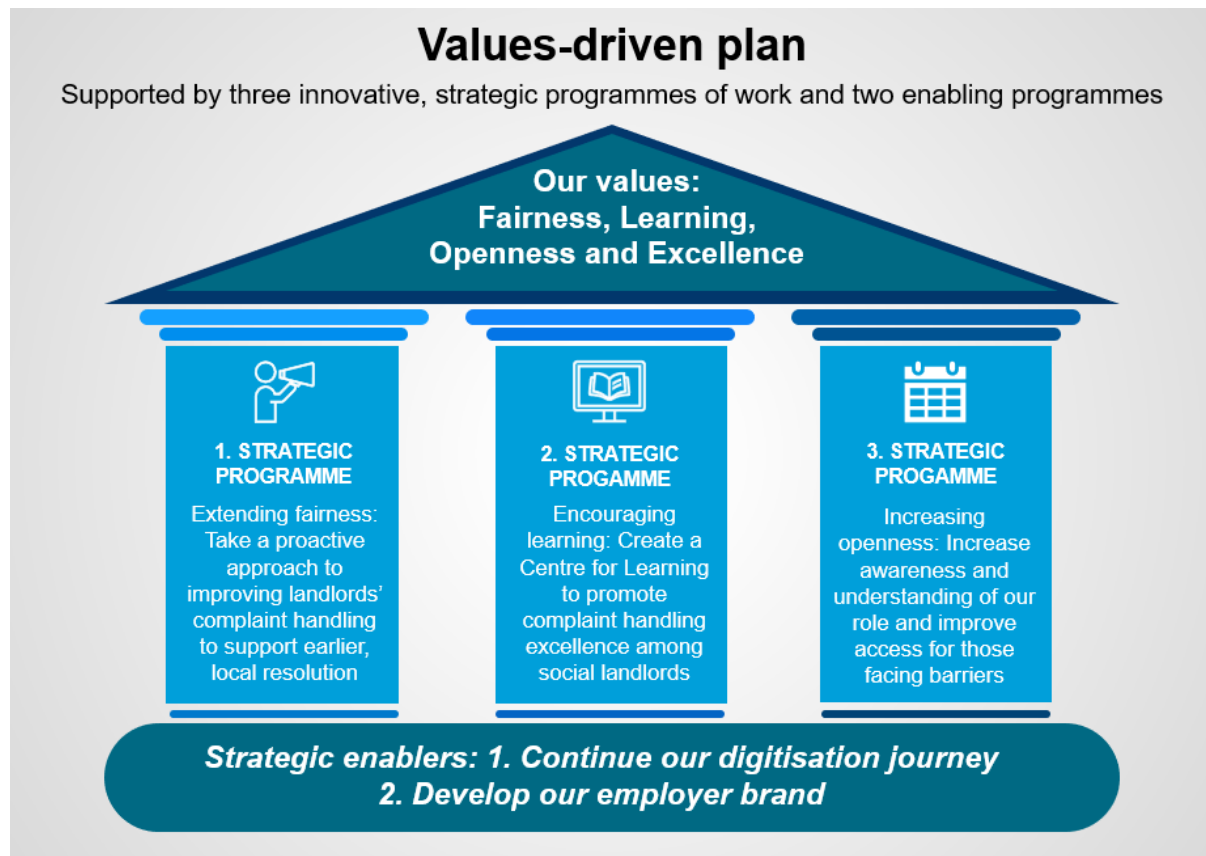 Values-driven plan
Supported by three innovative, strategic programmes of work and two enabling programmes
Our values:
Fairness, Learning,
Openness and Excellence
1. STRATEGIC
PROGRAMME
Extending fairness:
Take a proactive
approach to
improving landlords’
complaint handling
to support earlier,
local resolution
2. STRATEGIC
PROGAMME
Encouraging
learning: Create a
Centre for Learning
to promote
complaint handling
excellence among
social landlords
3. STRATEGIC
PROGAMME
Increasing
openness: Increase
awareness and
understanding of our
role and improve
access for those
facing barriers
Strategic enablers: 1. Continue our digitisation journey
2. Develop our employer brand